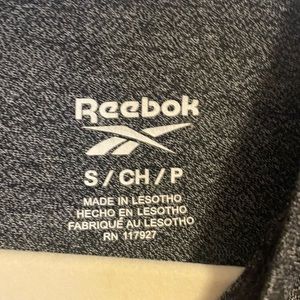 Reebok
S / CH / P
MADE IN LESOTHO
HECHO EN LESOTHO
FABRIQUÉ AU LESOTHO
RN 117927